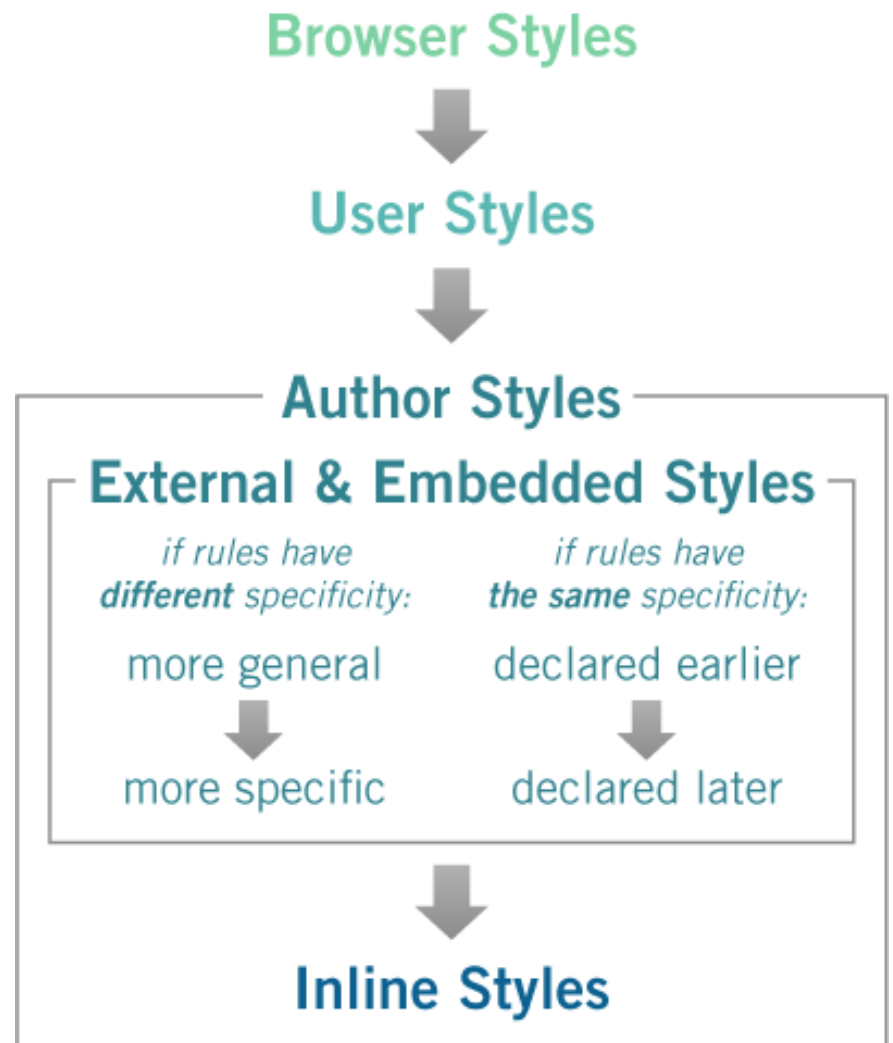 Browser Styles
User Styles
Author Styles
External & Embedded Styles
if rules have
different specificity:
more general
more specific
if rules have
the same specificity:
declared earlier
declared later
Inline Styles